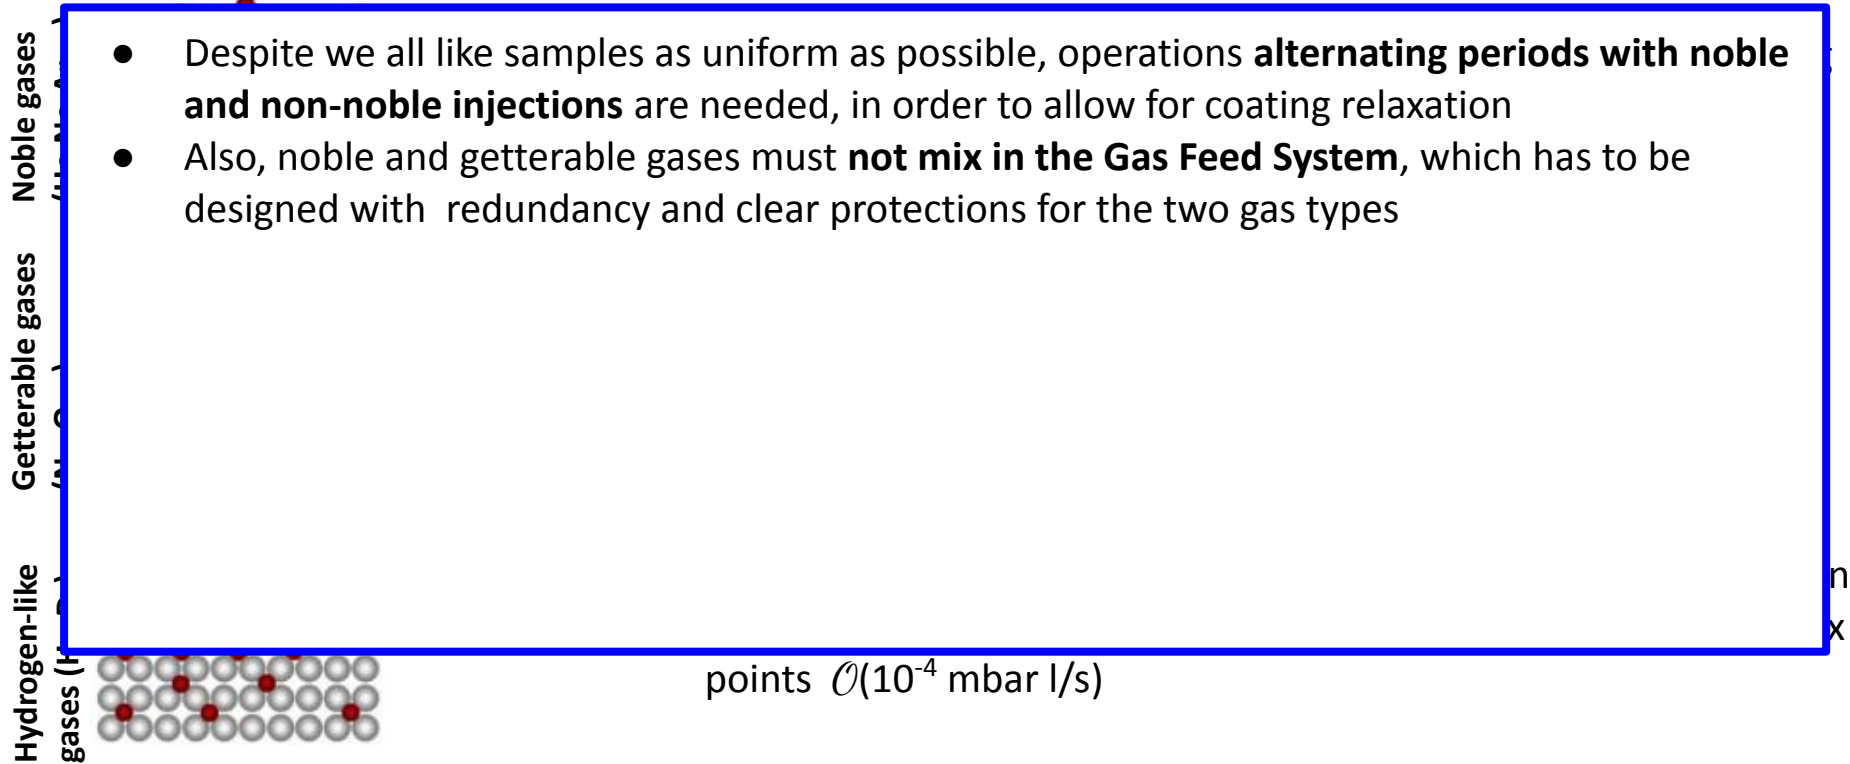 Noble gases
● Despite we all like samples as uniform as possible, operations alternating periods with noble
and non-noble injections are needed, in order to allow for coating relaxation
● Also, noble and getterable gases must not mix in the Gas Feed System, which has to be
designed with redundancy and clear protections for the two gas types
Getterable gases
Hydrogen-like
gases (
n
x
points 𝒪(10⁻⁴ mbar l/s)